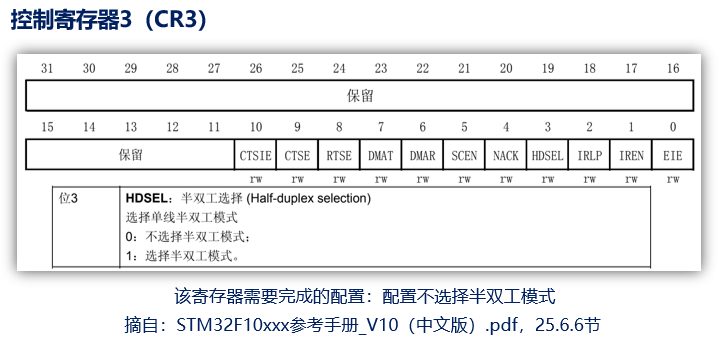 控制寄存器3（CR3）
31 30 29 28 27 26 25 24 23 22 21 20 19 18 17 16
保留
15 14 13 12 11 10 9 8 7 6 5 4 3 2 1 0
保留 CTSIE CTSE RTSE DMAT DMAR SCEN NACK HDSEL IRLP IREN EIE
rw rw rw rw rw rw rw rw rw rw rw
位3 HDSEL：半双工选择 (Half-duplex selection)
选择单线半双工模式
0：不选择半双工模式；
1：选择半双工模式。
该寄存器需要完成的配置：配置不选择半双工模式
摘自：STM32F10xxx参考手册_V10（中文版）.pdf，25.6.6节